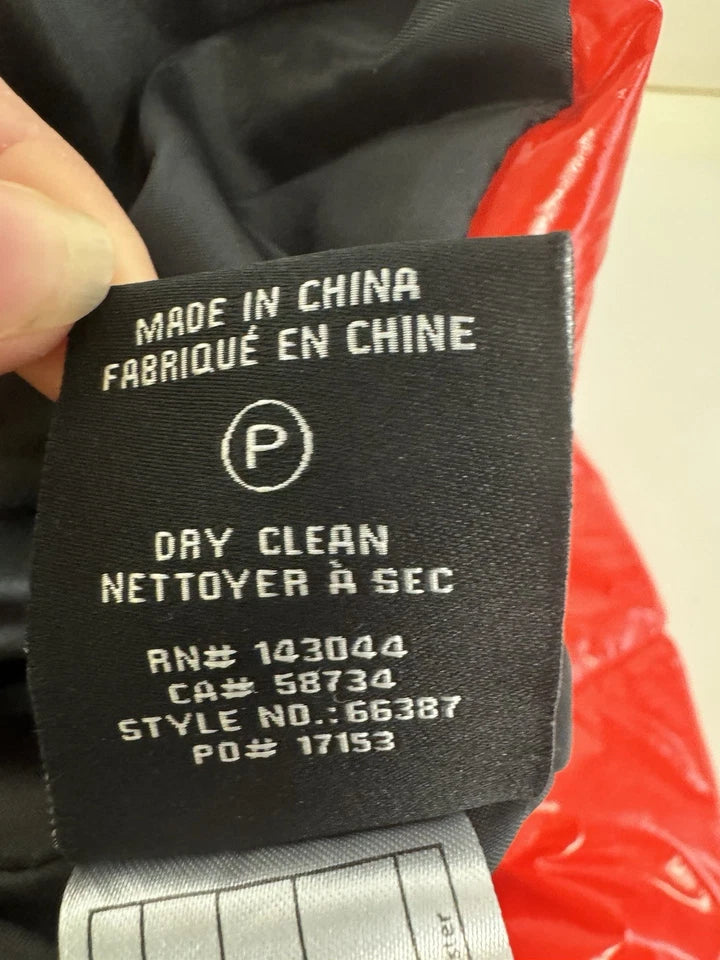 MADE IN CHINA
FABRIQUÉ EN CHINE
P
DRY CLEAN
NETTOYER À SEC
RN# 143044
CA# 58734
STYLE NO.:66387
PO# 17153